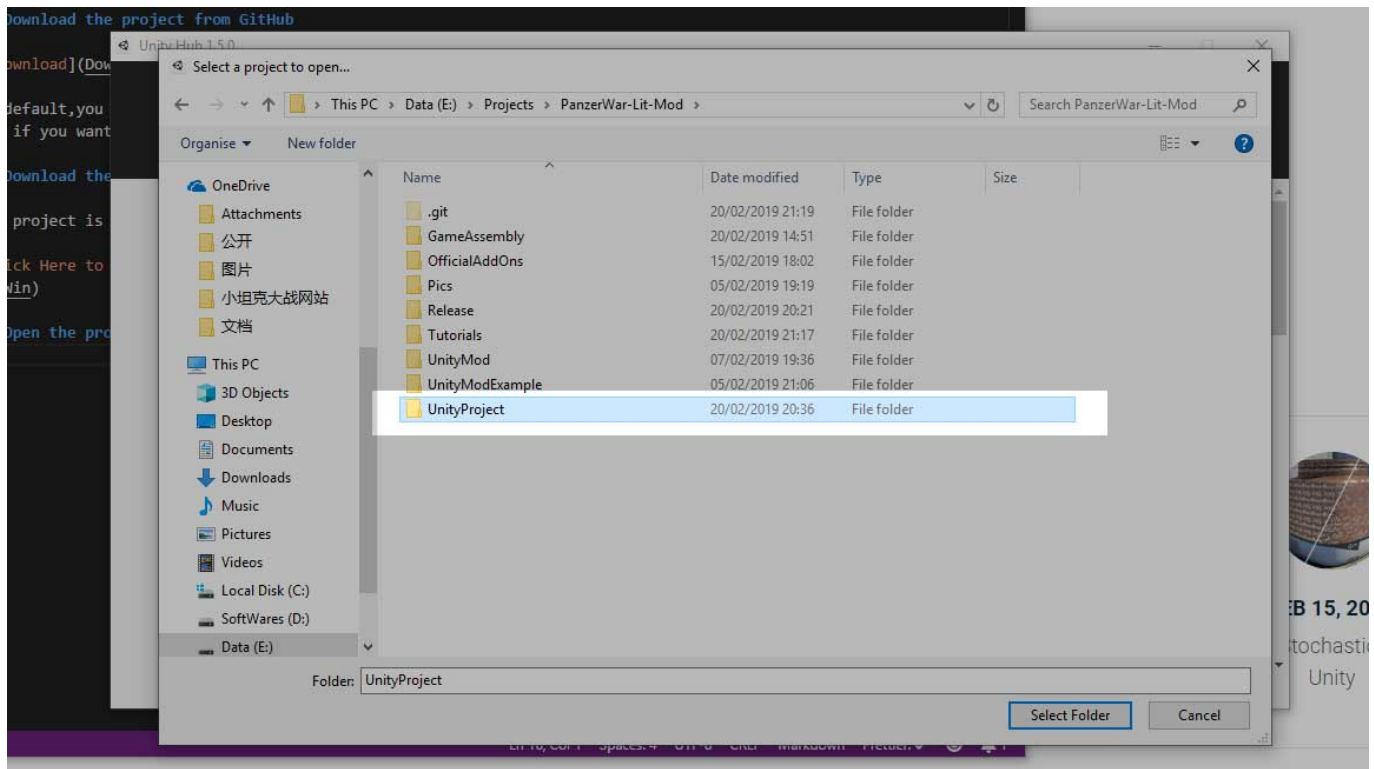 Download the project from GitHub
Unity Hub 1.5.0
ownload](Dow
Select a project to open...
This PC › Data (E:) › Projects › PanzerWar-Lit-Mod ›
Search PanzerWar-Lit-Mod
default,you
if you want
Organise
New folder
Download the
project is
ick Here to
Win)
Open the pro
OneDrive
Attachments
公开
图片
小坦克大战网站
文档
This PC
3D Objects
Desktop
Documents
Downloads
Music
Pictures
Videos
Local Disk (C:)
SoftWares (D:)
Data (E:)
Name Date modified Type Size
.git 20/02/2019 21:19 File folder
GameAssembly 20/02/2019 14:51 File folder
OfficialAddOns 15/02/2019 18:02 File folder
Pics 05/02/2019 19:19 File folder
Release 20/02/2019 20:21 File folder
Tutorials 20/02/2019 21:17 File folder
UnityMod 07/02/2019 19:36 File folder
UnityModExample 05/02/2019 21:06 File folder
UnityProject 20/02/2019 20:36 File folder
Folder: UnityProject
Select Folder
Cancel
EB 15, 20
tochasti
Unity